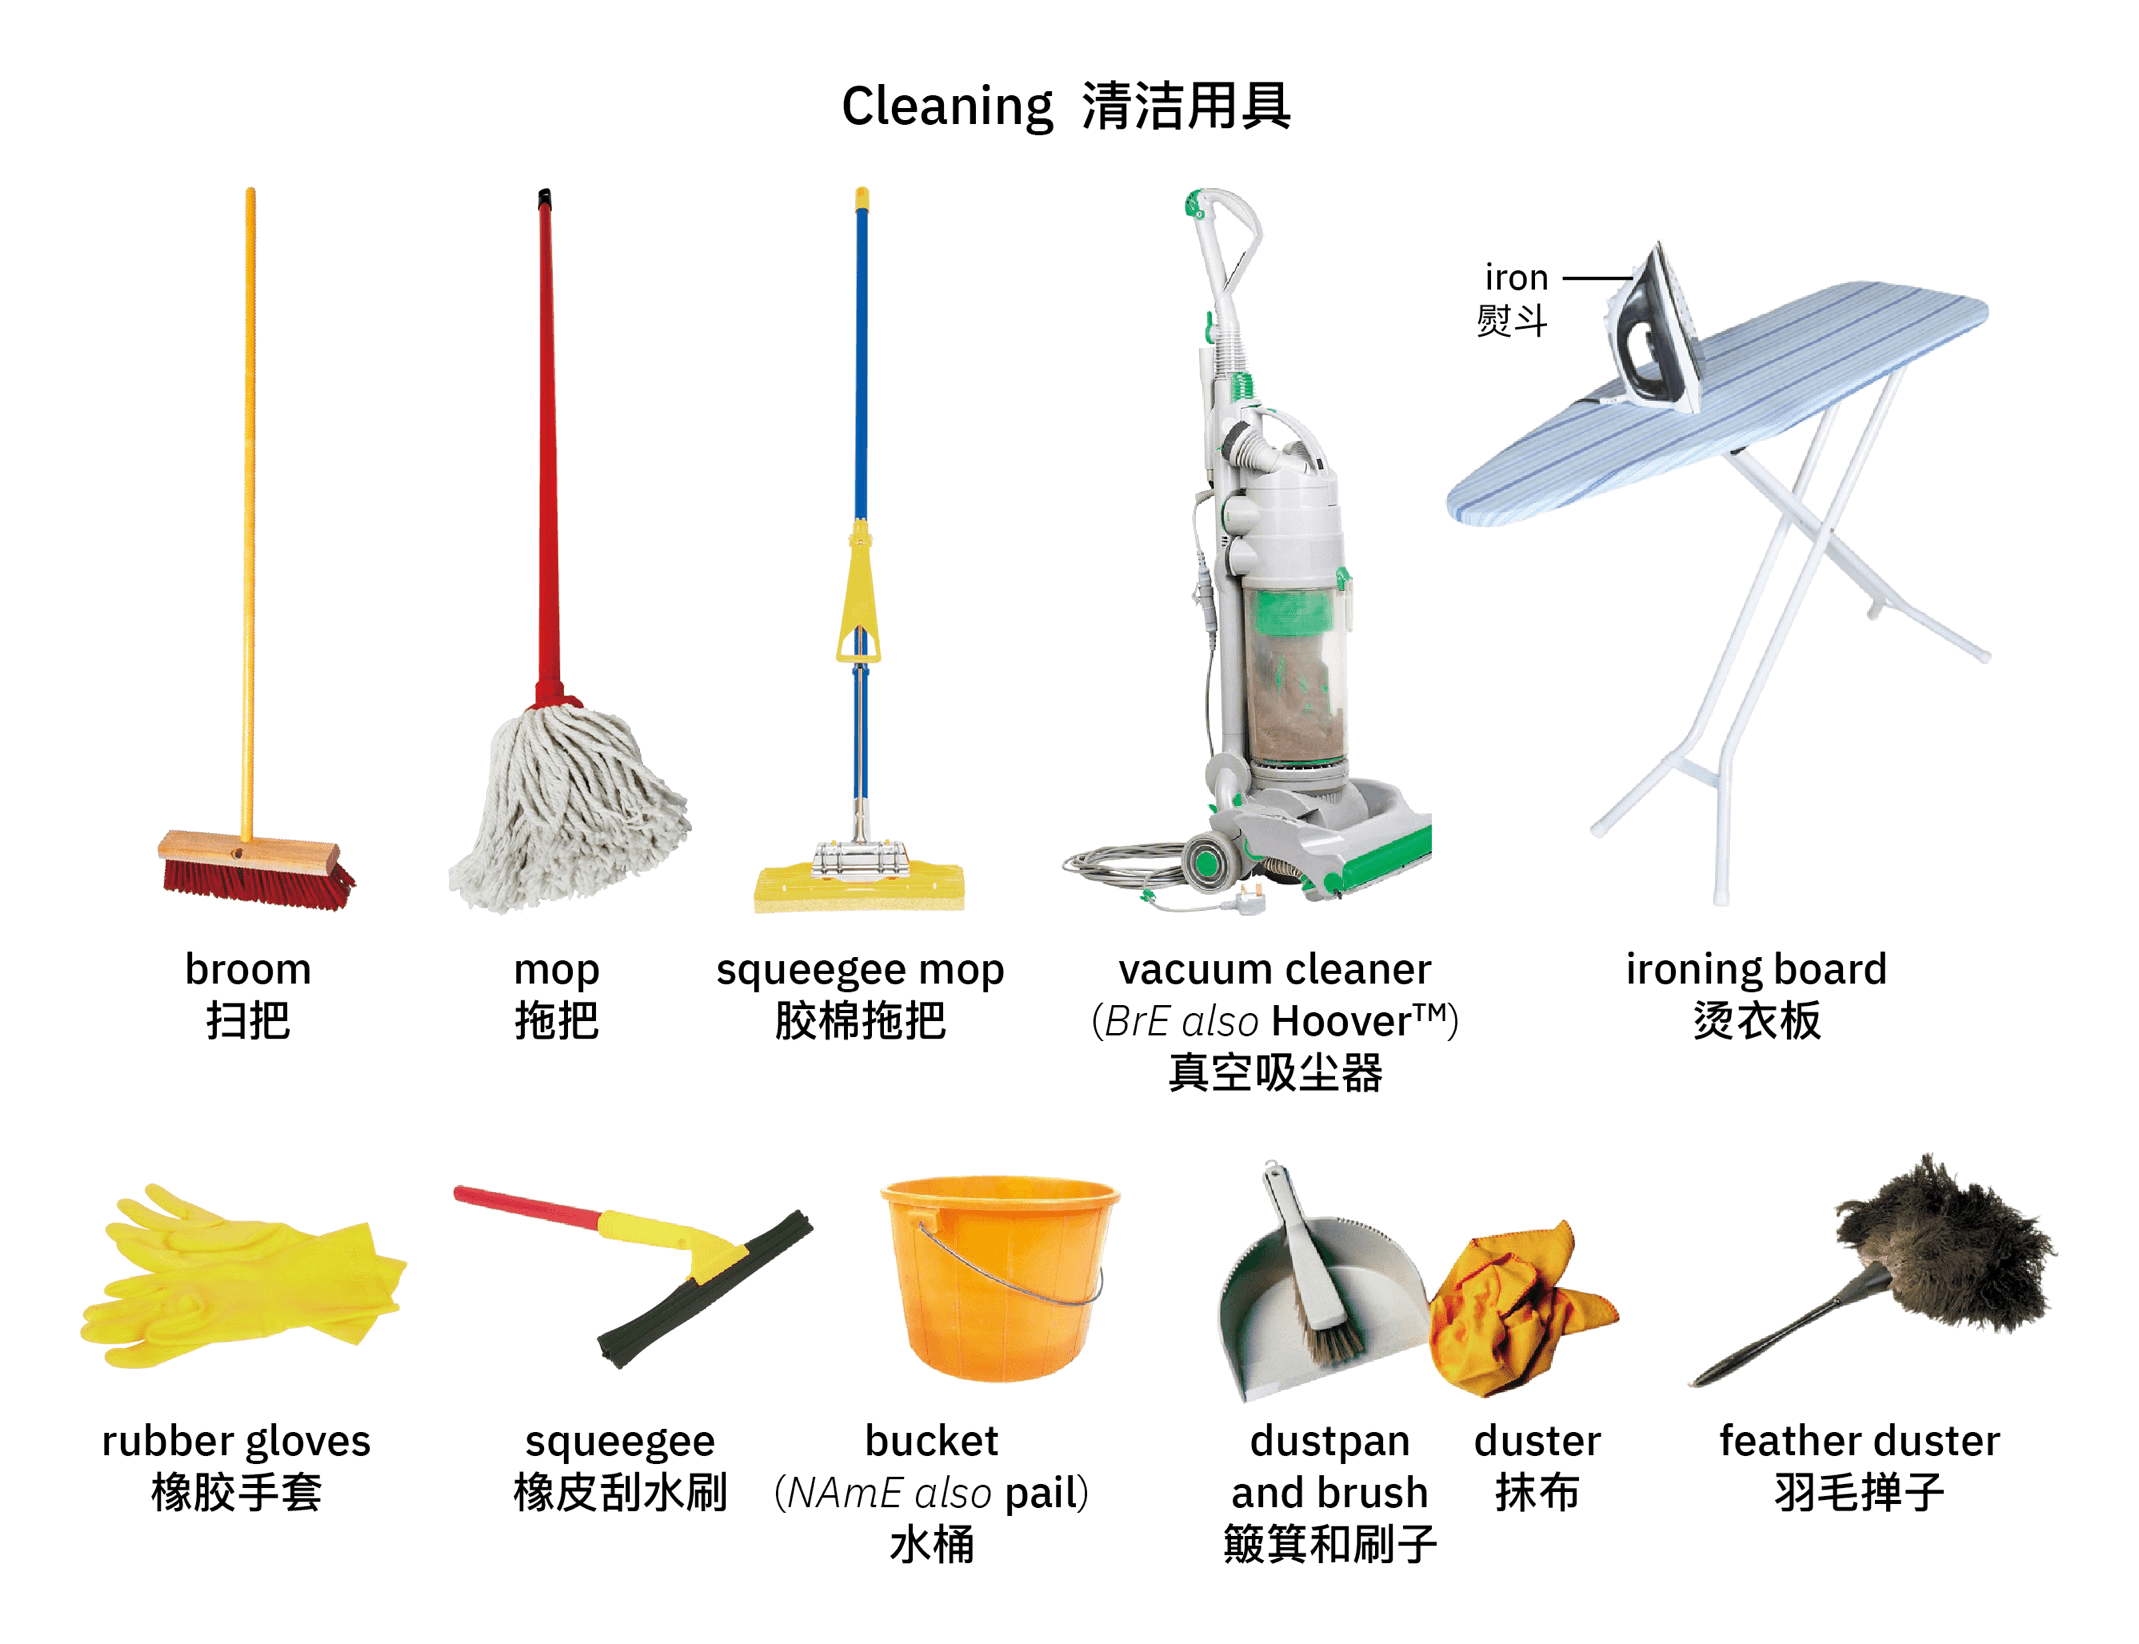 Cleaning 清洁用具
iron
熨斗
broom
扫把
mop
拖把
squeegee mop
胶棉拖把
vacuum cleaner
(BrE also Hoover™)
真空吸尘器
ironing board
烫衣板
rubber gloves
橡胶手套
squeegee
橡皮刮水刷
bucket
(NAmE also pail)
水桶
dustpan
and brush
簸箕和刷子
duster
抹布
feather duster
羽毛掸子